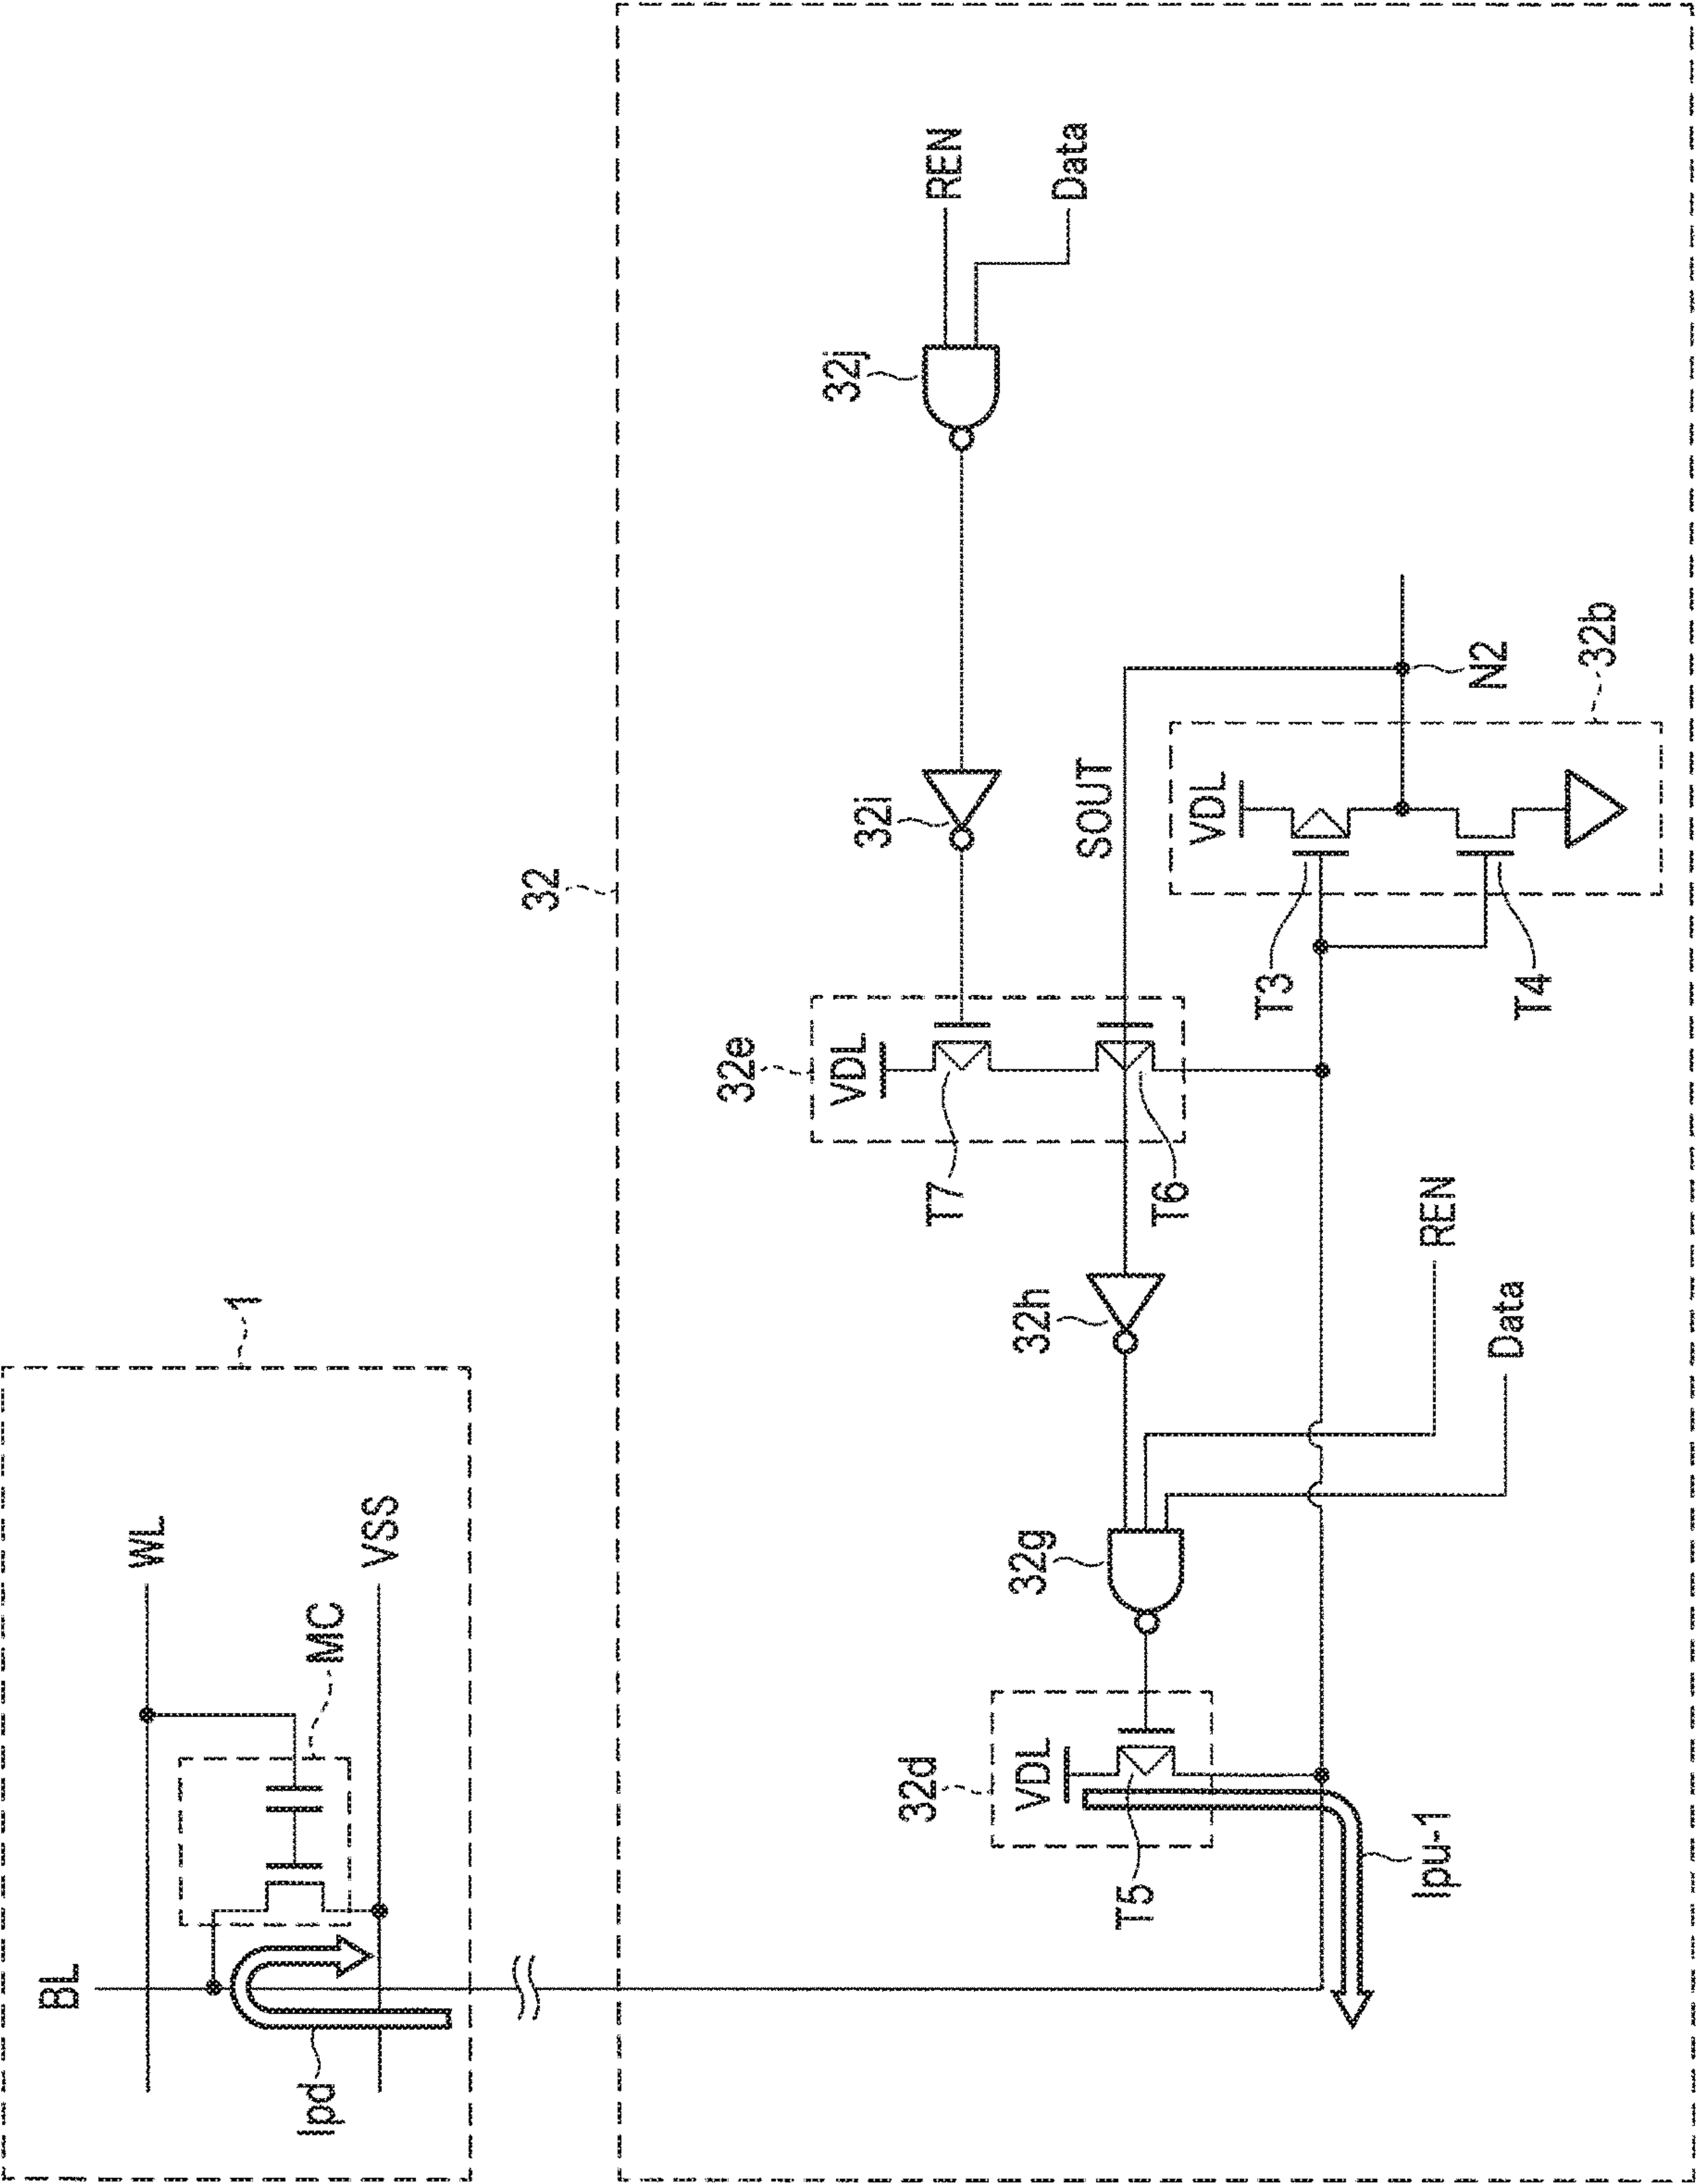 BL
WL
VSS
MC
Ipd
1
32
32d
VDL
T5
Ipu-1
32g
32h
REN
Data
32e
VDL
T7
T6
SOUT
32i
32j
REN
Data
T3
T4
VDL
32b
N2